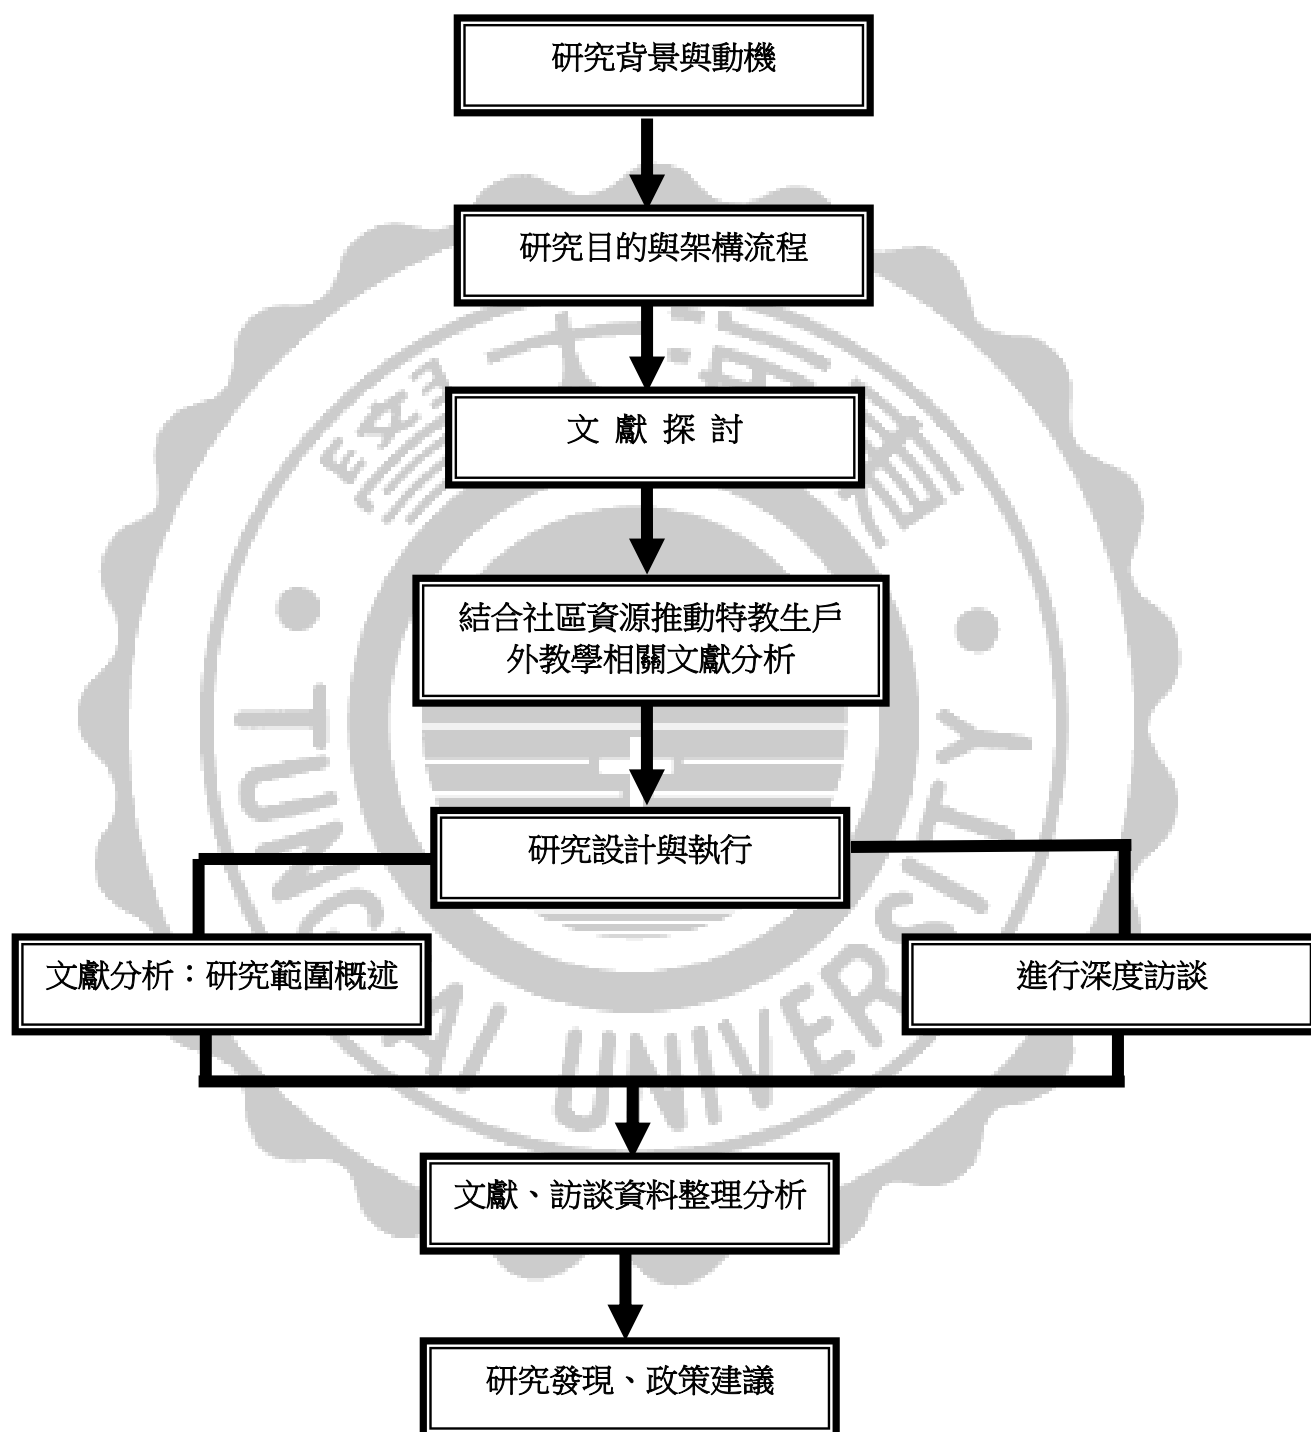 研究背景與動機
研究目的與架構流程
文 獻 探 討
結合社區資源推動特教生戶
外教學相關文獻分析
研究設計與執行
文獻分析：研究範圍概述
進行深度訪談
文獻、訪談資料整理分析
研究發現、政策建議
UNIVERSITY